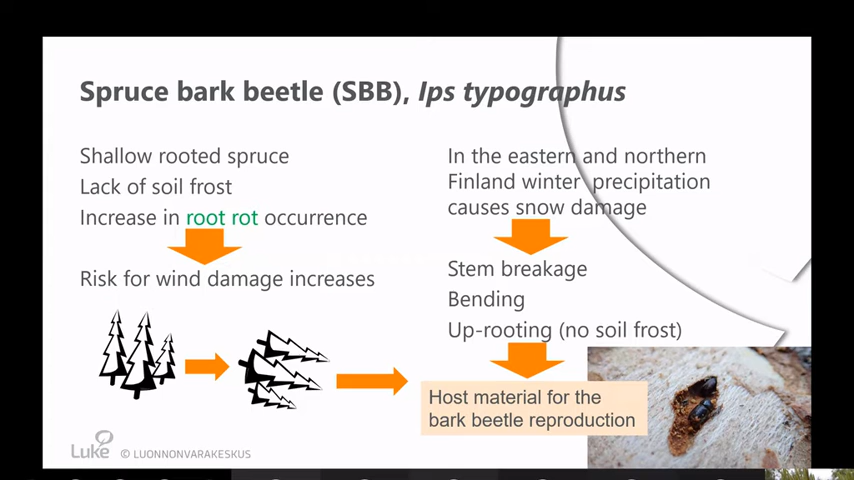 Spruce bark beetle (SBB), Ips typographus
Shallow rooted spruce
Lack of soil frost
Increase in root rot occurrence
Risk for wind damage increases
In the eastern and northern
Finland winter precipitation
causes snow damage
Stem breakage
Bending
Up-rooting (no soil frost)
Host material for the
bark beetle reproduction
Luke
© LUONNONVARAKESKUS